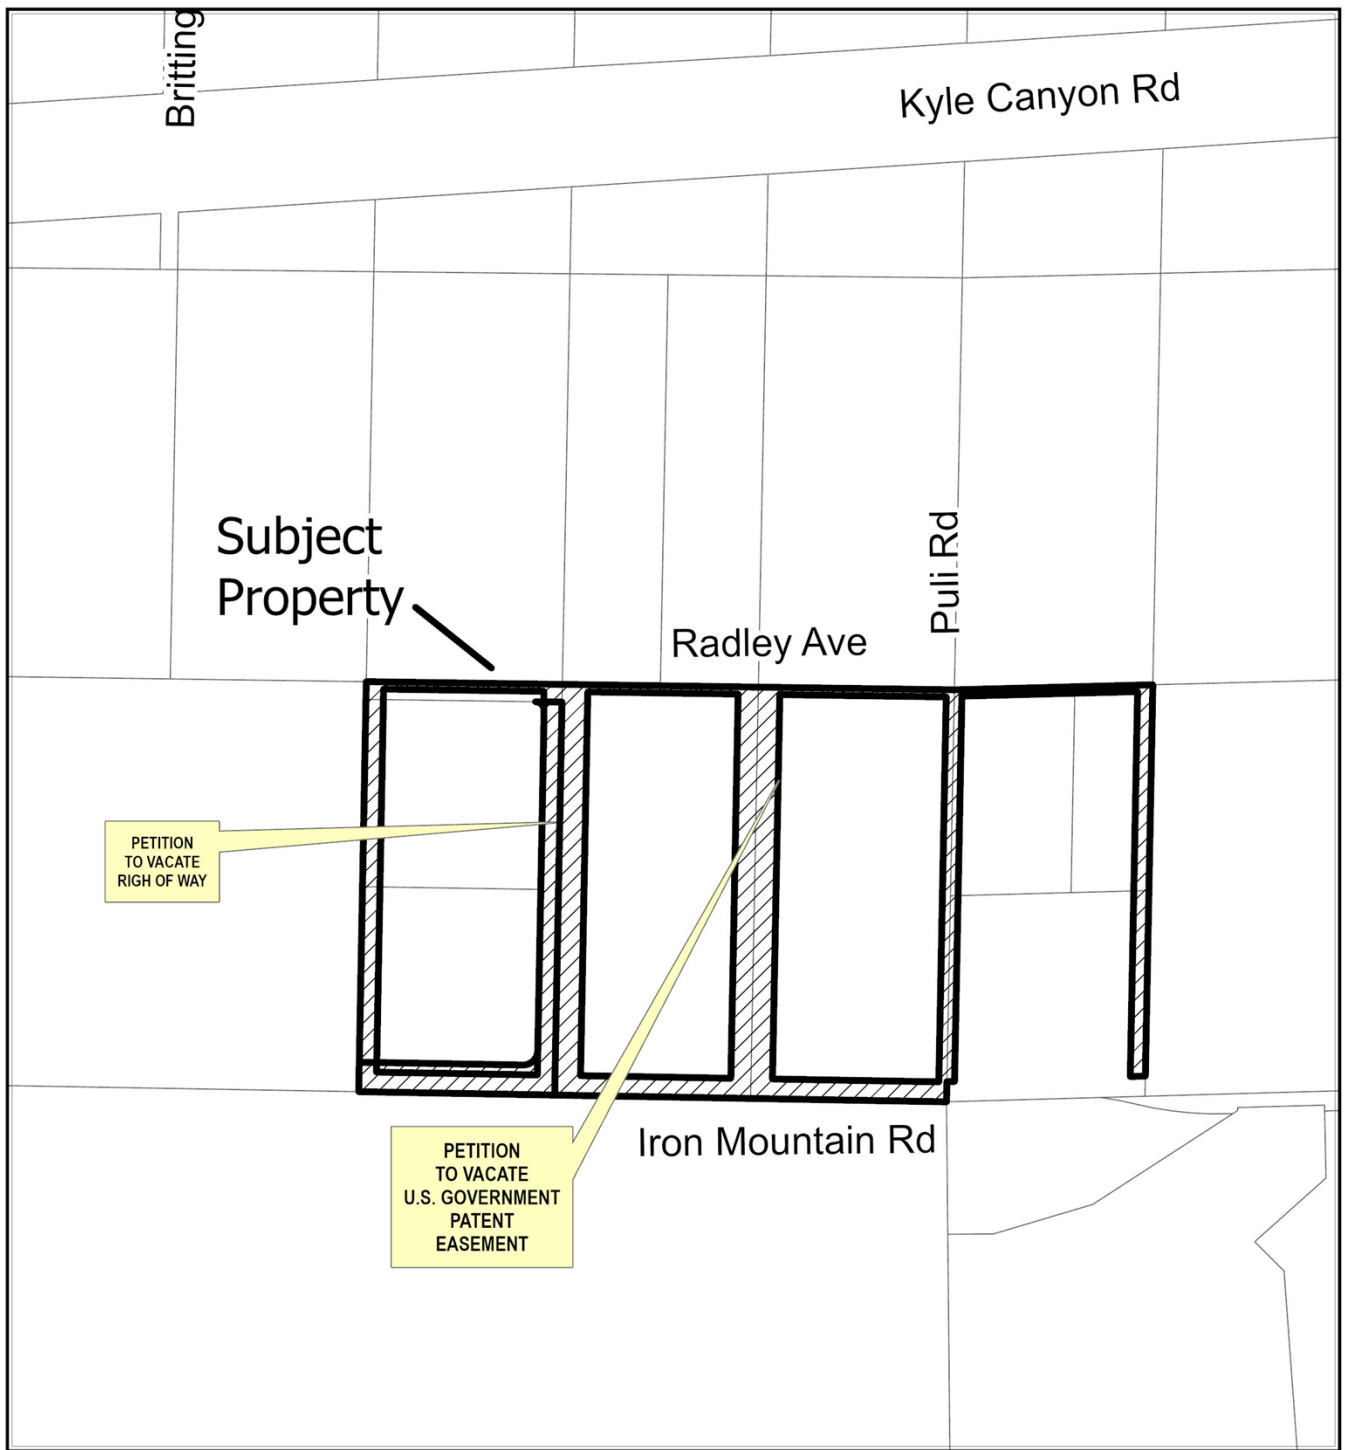 Britting
Kyle Canyon Rd
Subject
Property
Puli Rd
Radley Ave
PETITION
TO VACATE
RIGH OF WAY
PETITION
TO VACATE
U.S. GOVERNMENT
PATENT
EASEMENT
Iron Mountain Rd